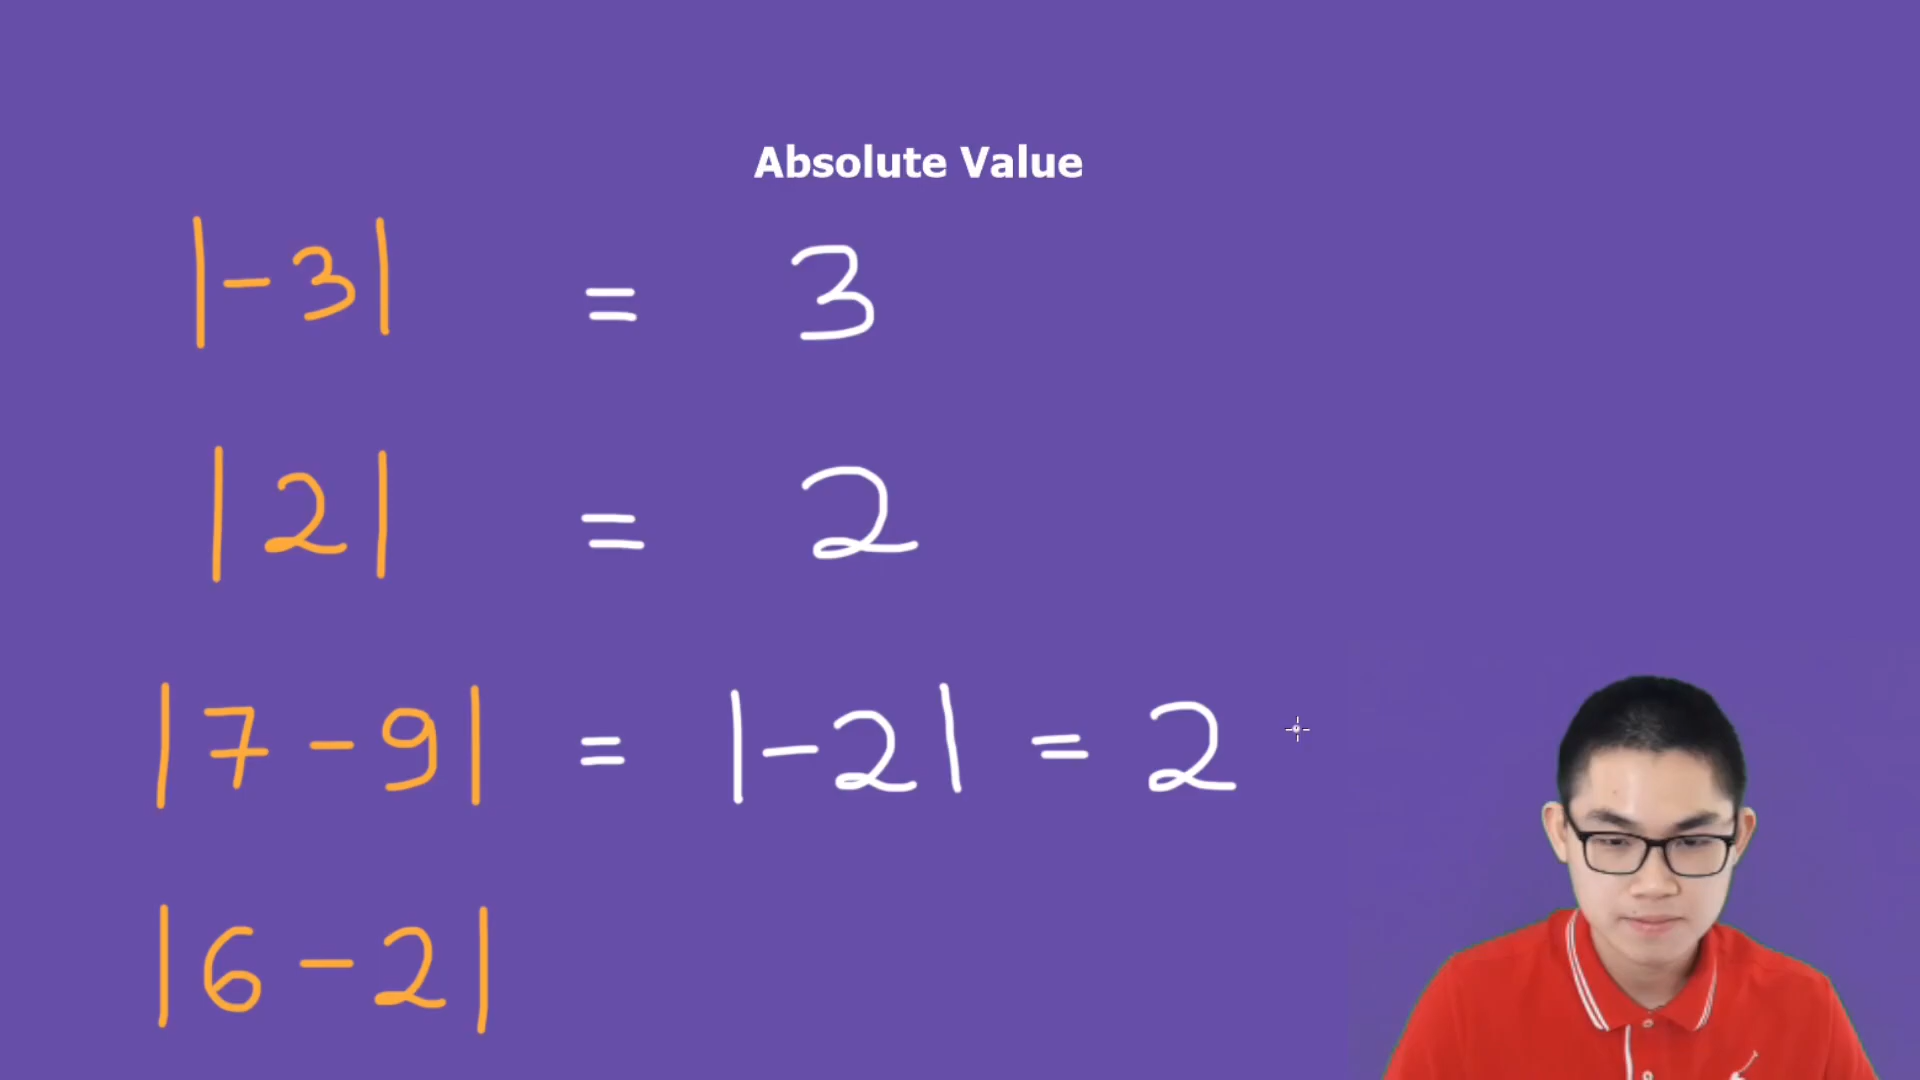 Absolute Value
|-3| = 3
|2| = 2
|7-9| = |-2| = 2
|6-2|